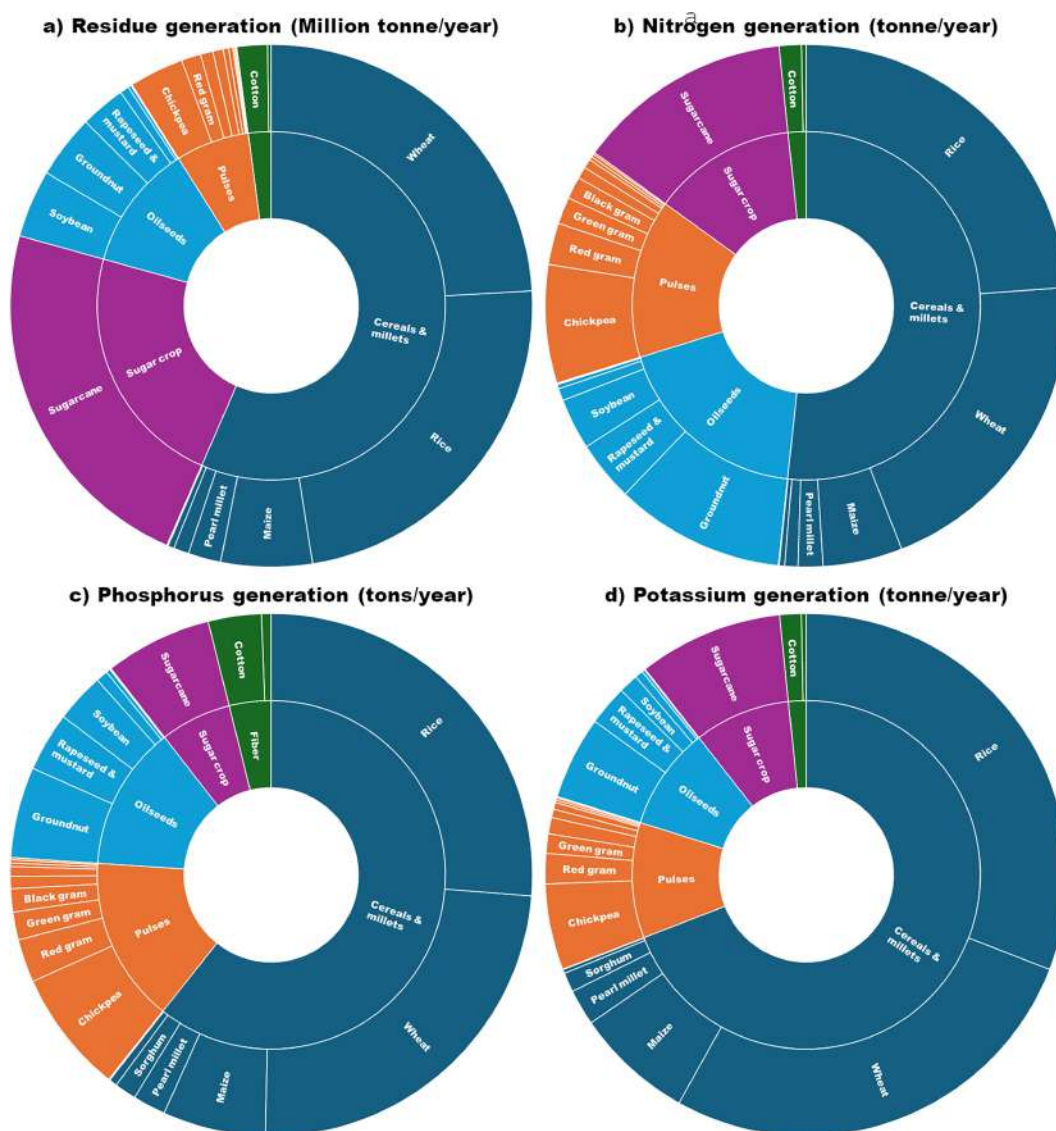 a
a) Residue generation (Million tonne/year)
Wheat
Rice
Maize
Pearl millet
Cereals &
millets
Sugarcane
Sugar crop
Soybean
Groundnut
Rapeseed &
mustard
Oilseeds
Chickpea
Red gram
Pulses
Cotton
b) Nitrogen generation (tonne/year)
Rice
Wheat
Maize
Pearl millet
Cereals &
millets
Groundnut
Rapeseed &
mustard
Soybean
Oilseeds
Chickpea
Red gram
Green gram
Black gram
Pulses
Sugarcane
Sugar crop
Cotton
c) Phosphorus generation (tons/year)
Rice
Wheat
Maize
Pearl millet
Sorghum
Cereals &
millets
Chickpea
Red gram
Green gram
Black gram
Pulses
Groundnut
Rapeseed &
mustard
Soybean
Oilseeds
Sugarcane
Sugar crop
Cotton
Fiber
d) Potassium generation (tonne/year)
Rice
Wheat
Maize
Pearl millet
Sorghum
Cereals &
millets
Chickpea
Red gram
Green gram
Pulses
Groundnut
Rapeseed &
mustard
Soybean
Oilseeds
Sugarcane
Sugar crop
Cotton